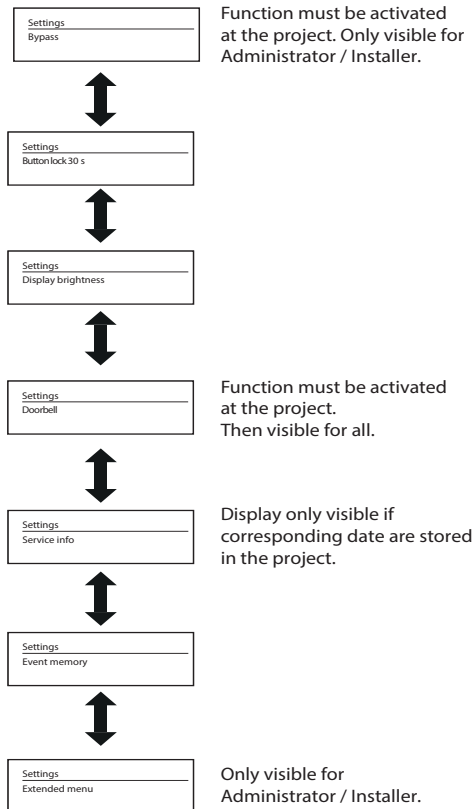 Settings
Bypass
Function must be activated
at the project. Only visible for
Administrator / Installer.
Settings
Button lock 30 s
Settings
Display brightness
Settings
Doorbell
Function must be activated
at the project.
Then visible for all.
Settings
Service info
Display only visible if
corresponding date are stored
in the project.
Settings
Event memory
Settings
Extended menu
Only visible for
Administrator / Installer.